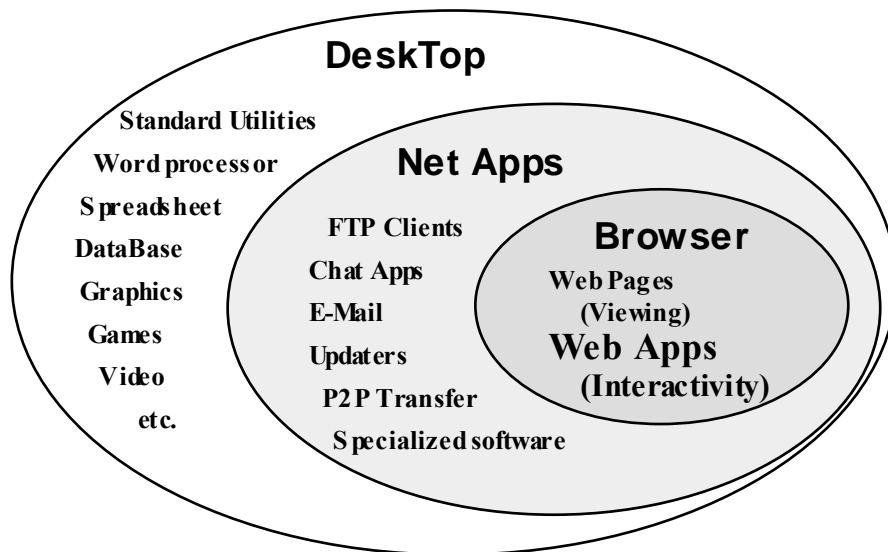 DeskTop
Standard Utilities
Word processor
Spreadsheet
DataBase
Graphics
Games
Video
etc.
Net Apps
FTP Clients
Chat Apps
E-Mail
Updaters
P2P Transfer
Specialized software
Browser
Web Pages
(Viewing)
Web Apps
(Interactivity)